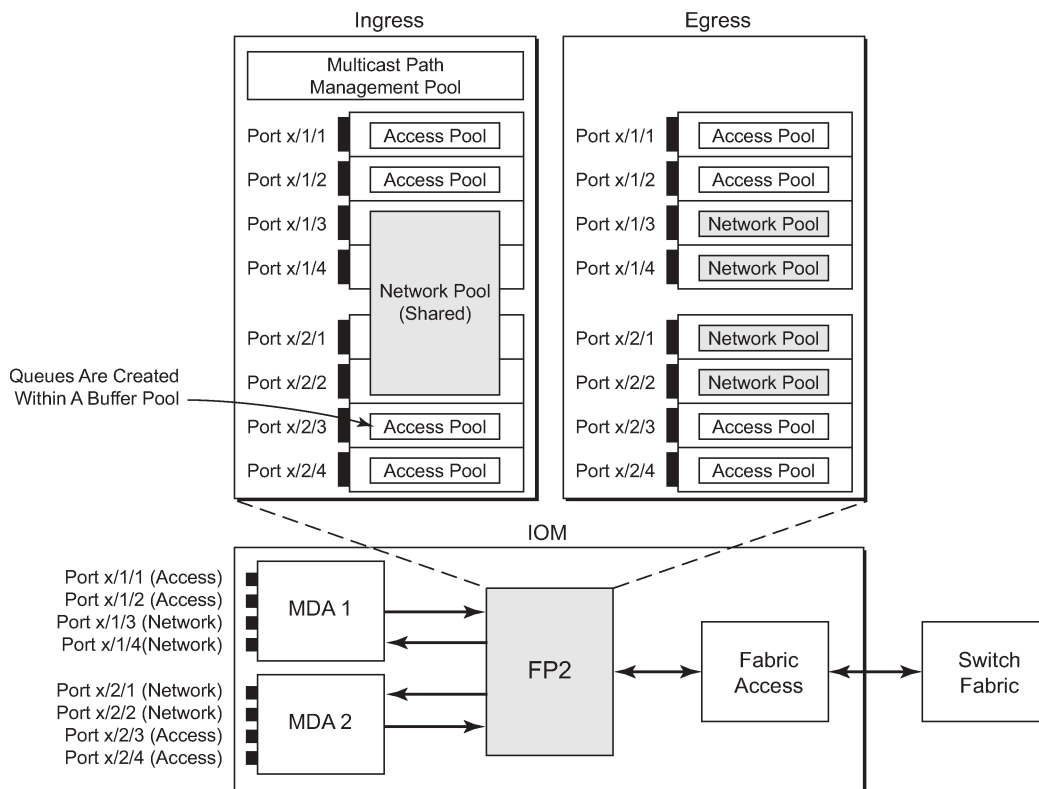 Ingress
Egress
Multicast Path
Management Pool
Port x/1/1
Access Pool
Port x/1/2
Access Pool
Port x/1/3
Port x/1/4
Network Pool
(Shared)
Port x/2/1
Port x/2/2
Port x/2/3
Access Pool
Port x/2/4
Access Pool
Queues Are Created
Within A Buffer Pool
Port x/1/1
Access Pool
Port x/1/2
Access Pool
Port x/1/3
Network Pool
Port x/1/4
Network Pool
Port x/2/1
Network Pool
Port x/2/2
Network Pool
Port x/2/3
Access Pool
Port x/2/4
Access Pool
IOM
Port x/1/1 (Access)
Port x/1/2 (Access)
Port x/1/3 (Network)
Port x/1/4(Network)
MDA 1
Port x/2/1 (Network)
Port x/2/2 (Network)
Port x/2/3 (Access)
Port x/2/4 (Access)
MDA 2
FP2
Fabric
Access
Switch
Fabric